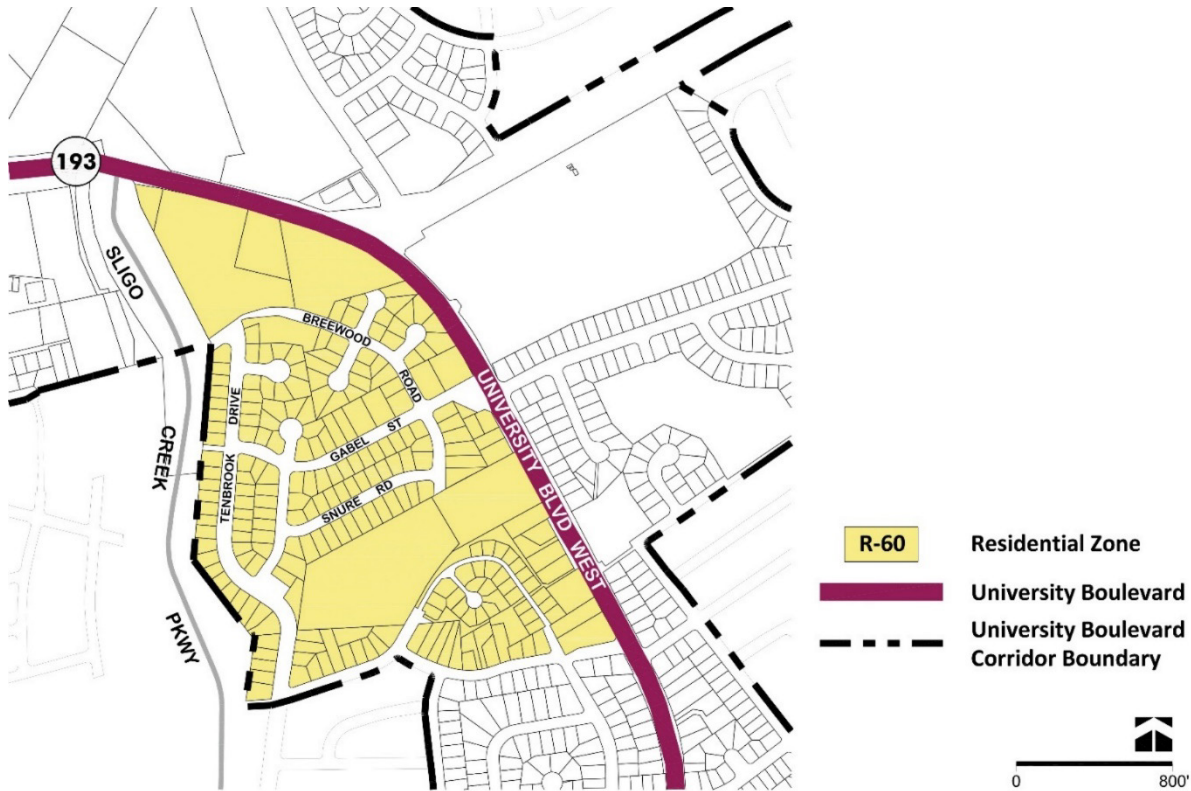 193
SLIGO
CREEK
PKWY
BREEWOOD
ROAD
TENBROOK
DRIVE
GABEL ST
SNURE RD
UNIVERSITY BLVD WEST
R-60
Residential Zone
University Boulevard
University Boulevard
Corridor Boundary
0
800'